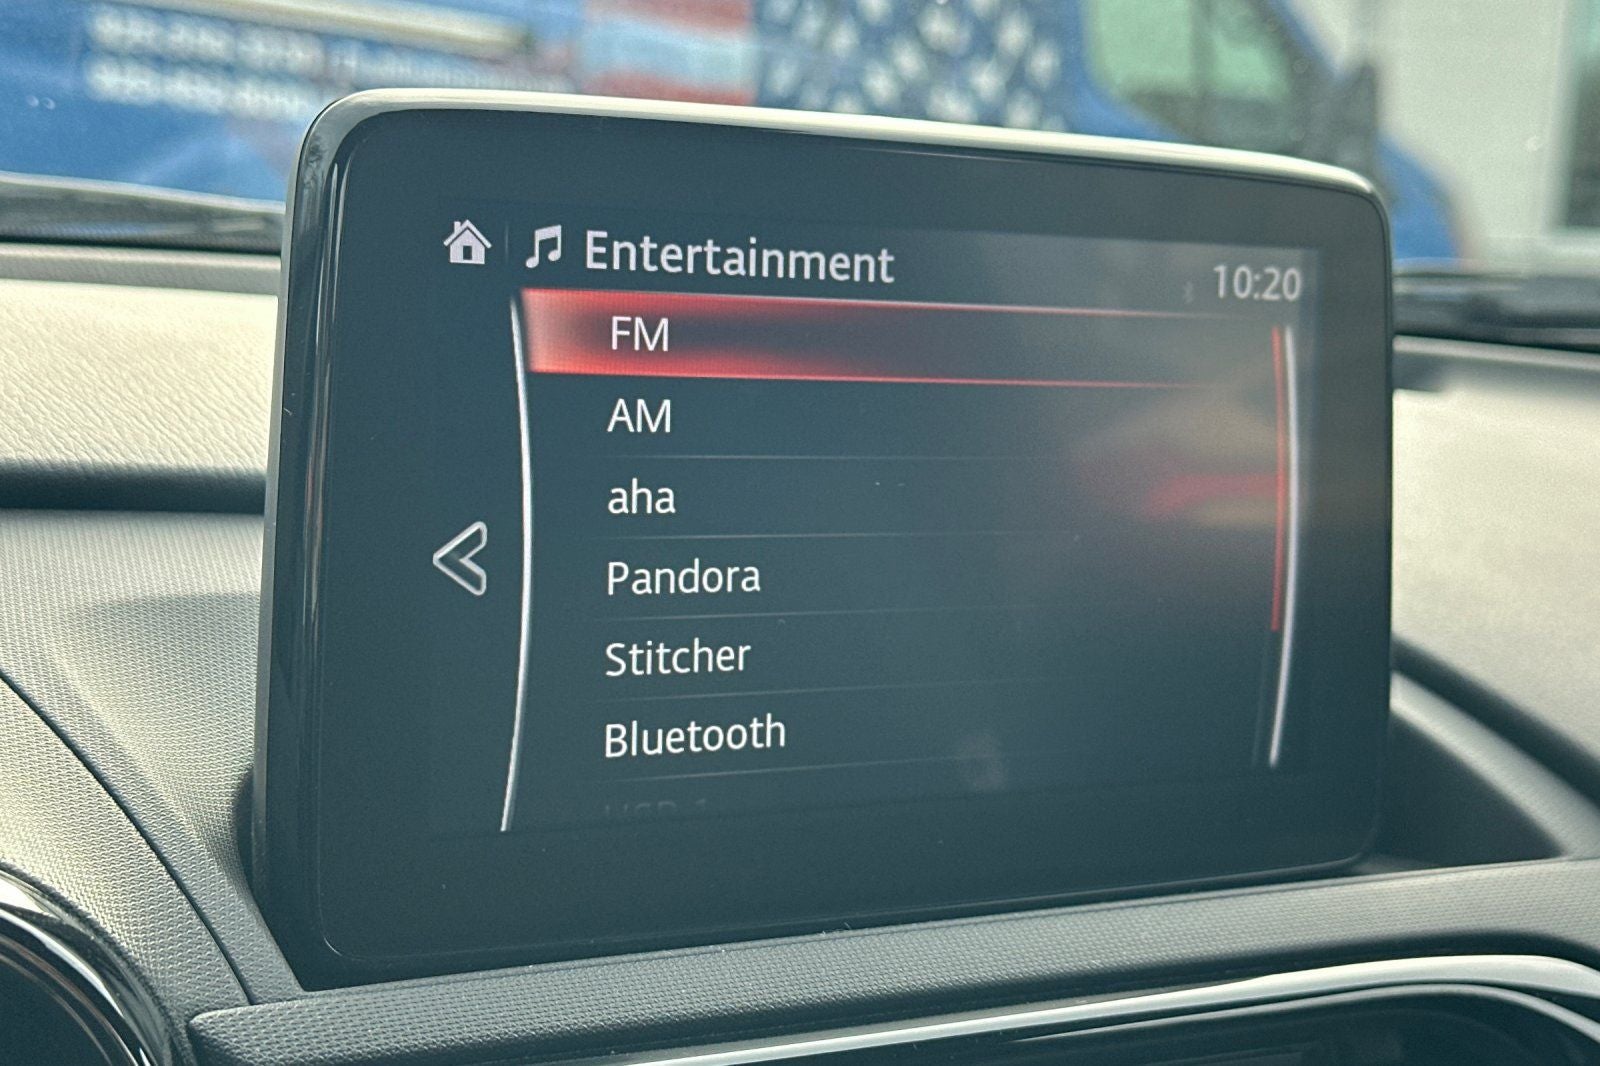 Entertainment
10:20
FM
AM
aha
Pandora
Stitcher
Bluetooth